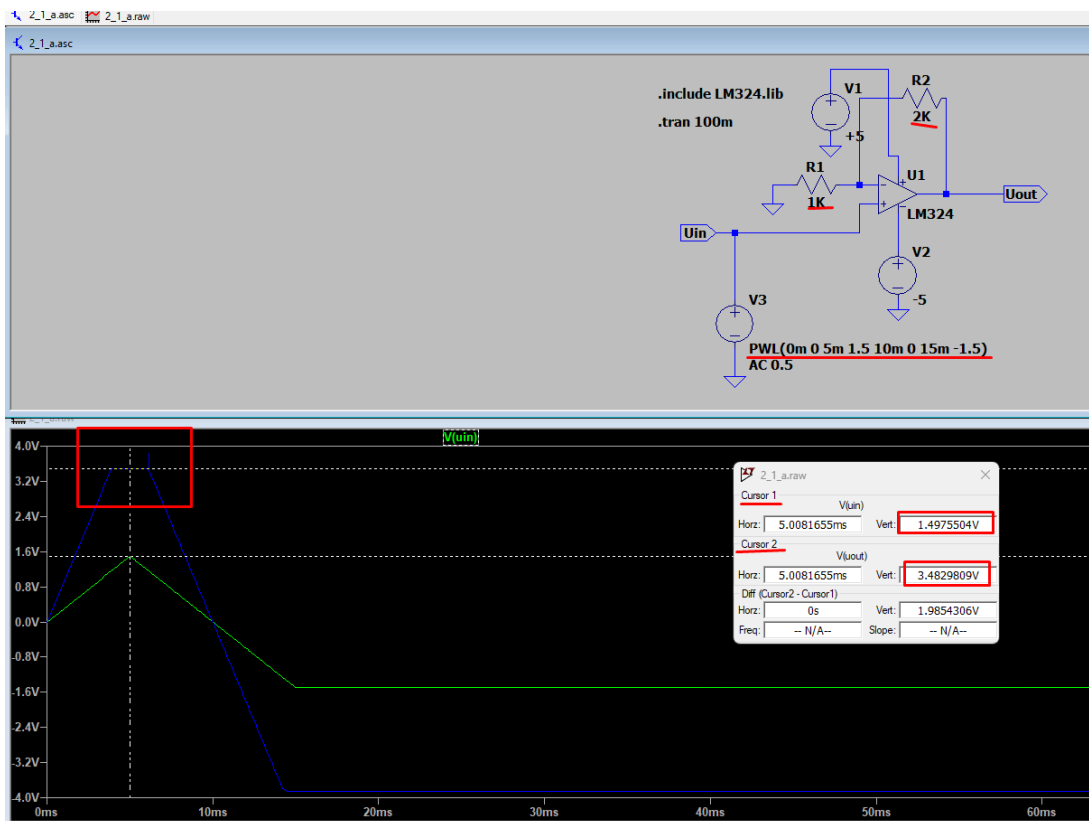 2_1_a.asc 2_1_a.raw
2_1_a.asc
.include LM324.lib
.tran 100m
V1
+5
R2
2K
R1
1K
U1
LM324
Uout
Uin
V2
-5
V3
PWL(0m 0 5m 1.5 10m 0 15m -1.5)
AC 0.5
V(uin)
4.0V
3.2V
2.4V
1.6V
0.8V
0.0V
-0.8V
-1.6V
-2.4V
-3.2V
-4.0V
0ms 10ms 20ms 30ms 40ms 50ms 60ms
2_1_a.raw
Cursor 1
V(uin)
Horz: 5.0081655ms Vert: 1.4975504V
Cursor 2
V(uout)
Horz: 5.0081655ms Vert: 3.4829809V
Diff (Cursor2 - Cursor1)
Horz: 0s Vert: 1.9854306V
Freq: -- N/A-- Slope: -- N/A--